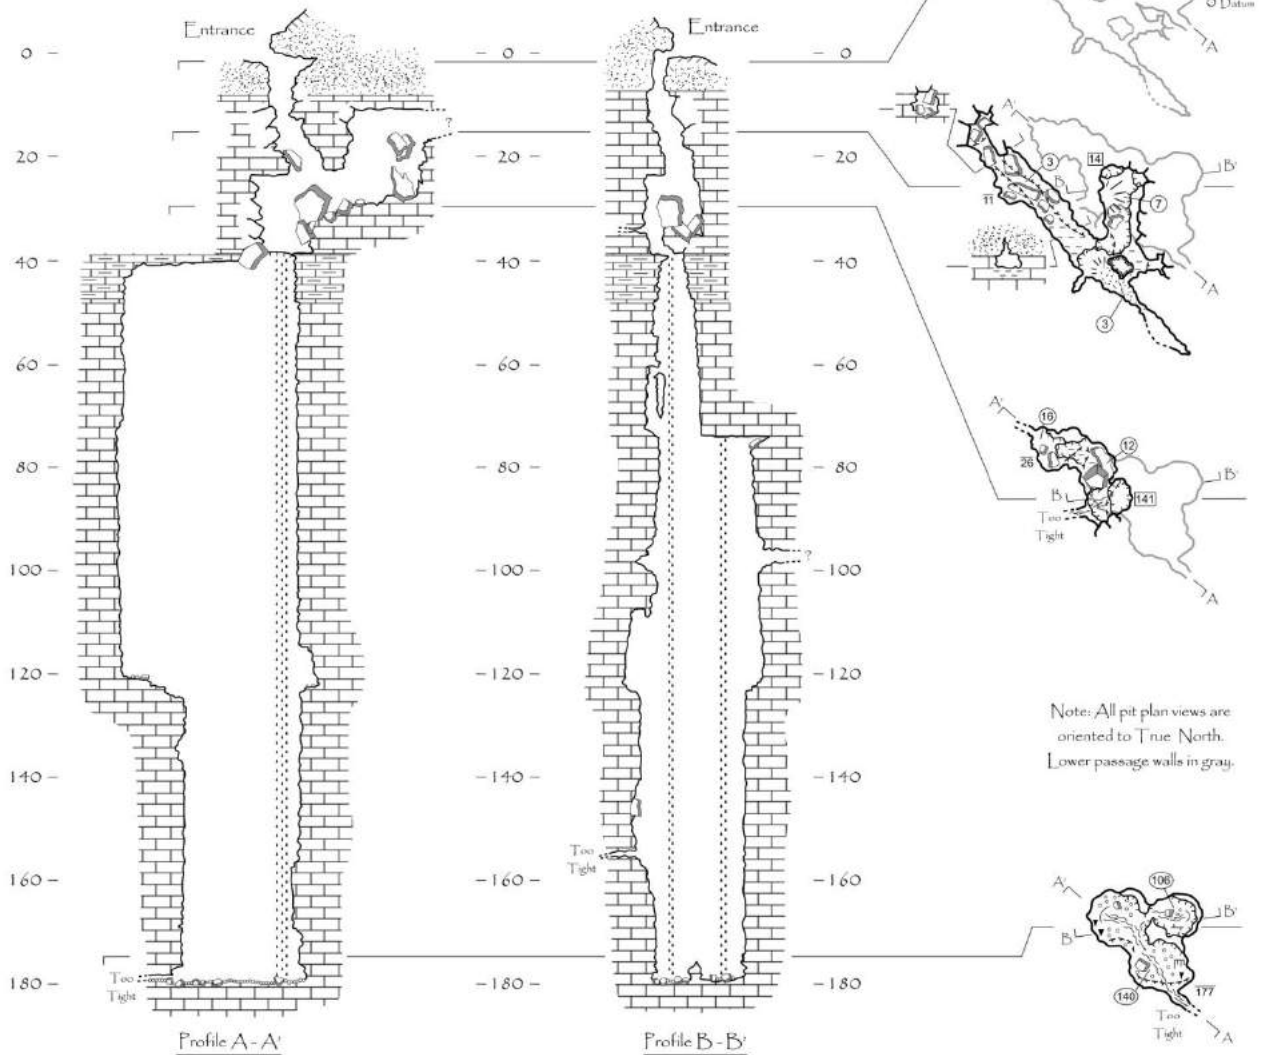 Entrance
Entrance
Datum
A
0 –
– 0 –
– 0
20 –
– 20 –
– 20
40 –
– 40 –
– 40
60 –
– 60 –
– 60
80 –
– 80 –
– 80
100 –
– 100 –
– 100
120 –
– 120 –
– 120
140 –
– 140 –
– 140
160 –
– 160 –
– 160
180 –
– 180 –
– 180
?
?
Too
Tight
Too
Tight
Profile A - A'
Profile B - B'
A'
3
14
B'
B
11
7
A
3
A'
16
12
26
B
B'
141
Too
Tight
A
Note: All pit plan views are
oriented to True North.
Lower passage walls in gray.
A'
106
B'
B
140
177
Too
Tight
A